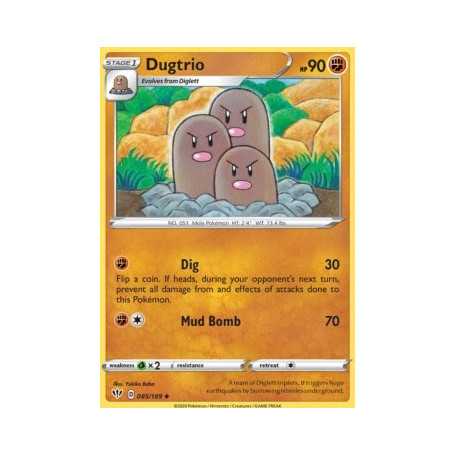 STAGE 1
Dugtrio
HP 90
Evolves from Diglett
NO. 051 Mole Pokémon HT: 2'4" WT: 73.4 lbs.
Dig 30
Flip a coin. If heads, during your opponent's next turn,
prevent all damage from and effects of attacks done to
this Pokémon.
Mud Bomb 70
weakness ×2 resistance retreat
Illus. Yukiko Baba
A team of Diglett triplets, it triggers huge
earthquakes by burrowing 60 miles underground.
D 085/189
©2020 Pokémon / Nintendo / Creatures / GAME FREAK